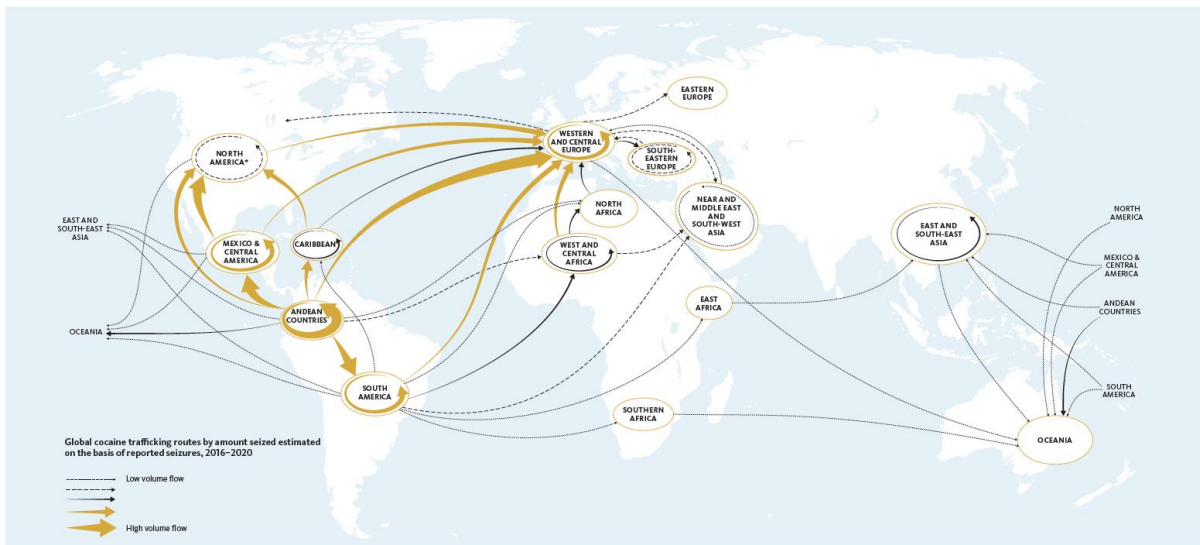 EASTERN
EUROPE
WESTERN
AND CENTRAL
EUROPE
NORTH
AMERICA*
SOUTH-
EASTERN
EUROPE
NEAR AND
MIDDLE EAST
AND
SOUTH-WEST
ASIA
NORTH
AFRICA
EAST AND
SOUTH-EAST
ASIA
MEXICO &
CENTRAL
AMERICA
CARIBBEAN
WEST AND
CENTRAL
AFRICA
EAST AND
SOUTH-EAST
ASIA
NORTH
AMERICA
MEXICO &
CENTRAL
AMERICA
ANDEAN
COUNTRIES
EAST
AFRICA
ANDEAN
COUNTRIES
OCEANIA
SOUTH
AMERICA
SOUTH
AMERICA
SOUTHERN
AFRICA
OCEANIA
Global cocaine trafficking routes by amount seized estimated
on the basis of reported seizures, 2016–2020
Low volume flow
High volume flow